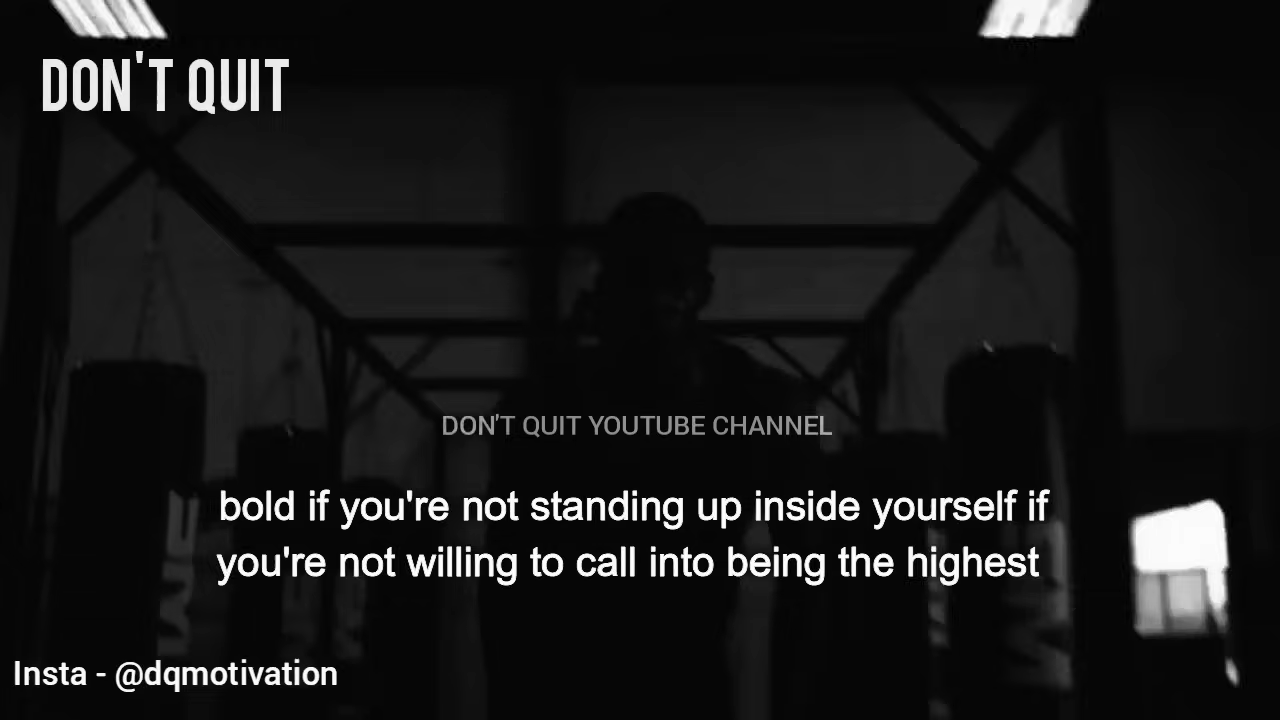 DON'T QUIT
DON'T QUIT YOUTUBE CHANNEL
bold if you're not standing up inside yourself if
you're not willing to call into being the highest
Insta - @dqmotivation